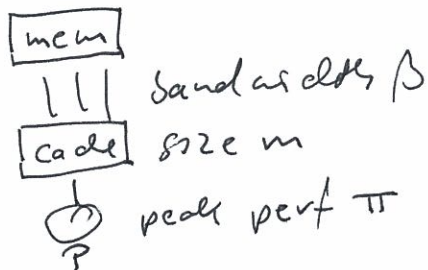 mem
bandwidth β
cache size m
peak perf π
P